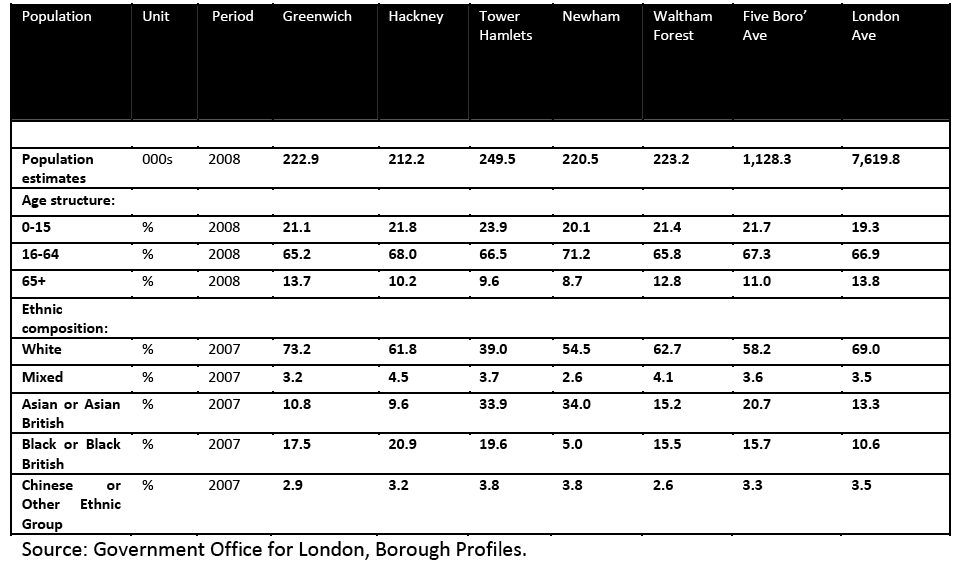 Population Unit Period Greenwich Hackney Tower Hamlets Newham Waltham Forest Five Boro’ Ave London Ave
Population estimates 000s 2008 222.9 212.2 249.5 220.5 223.2 1,128.3 7,619.8
Age structure:
0-15 % 2008 21.1 21.8 23.9 20.1 21.4 21.7 19.3
16-64 % 2008 65.2 68.0 66.5 71.2 65.8 67.3 66.9
65+ % 2008 13.7 10.2 9.6 8.7 12.8 11.0 13.8
Ethnic composition:
White % 2007 73.2 61.8 39.0 54.5 62.7 58.2 69.0
Mixed % 2007 3.2 4.5 3.7 2.6 4.1 3.6 3.5
Asian or Asian British % 2007 10.8 9.6 33.9 34.0 15.2 20.7 13.3
Black or Black British % 2007 17.5 20.9 19.6 5.0 15.5 15.7 10.6
Chinese or Other Ethnic Group % 2007 2.9 3.2 3.8 3.8 2.6 3.3 3.5
Source: Government Office for London, Borough Profiles.